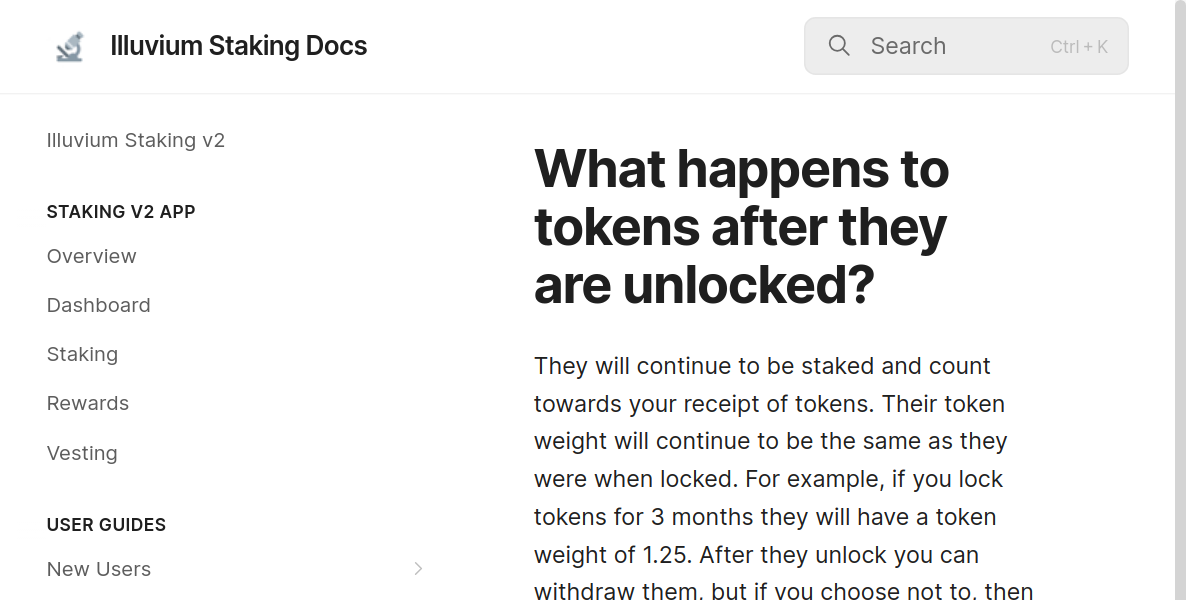 Illuvium Staking Docs
Search
Ctrl + K
Illuvium Staking v2
STAKING V2 APP
Overview
Dashboard
Staking
Rewards
Vesting
USER GUIDES
New Users
What happens to
tokens after they
are unlocked?
They will continue to be staked and count
towards your receipt of tokens. Their token
weight will continue to be the same as they
were when locked. For example, if you lock
tokens for 3 months they will have a token
weight of 1.25. After they unlock you can
withdraw them, but if you choose not to, then